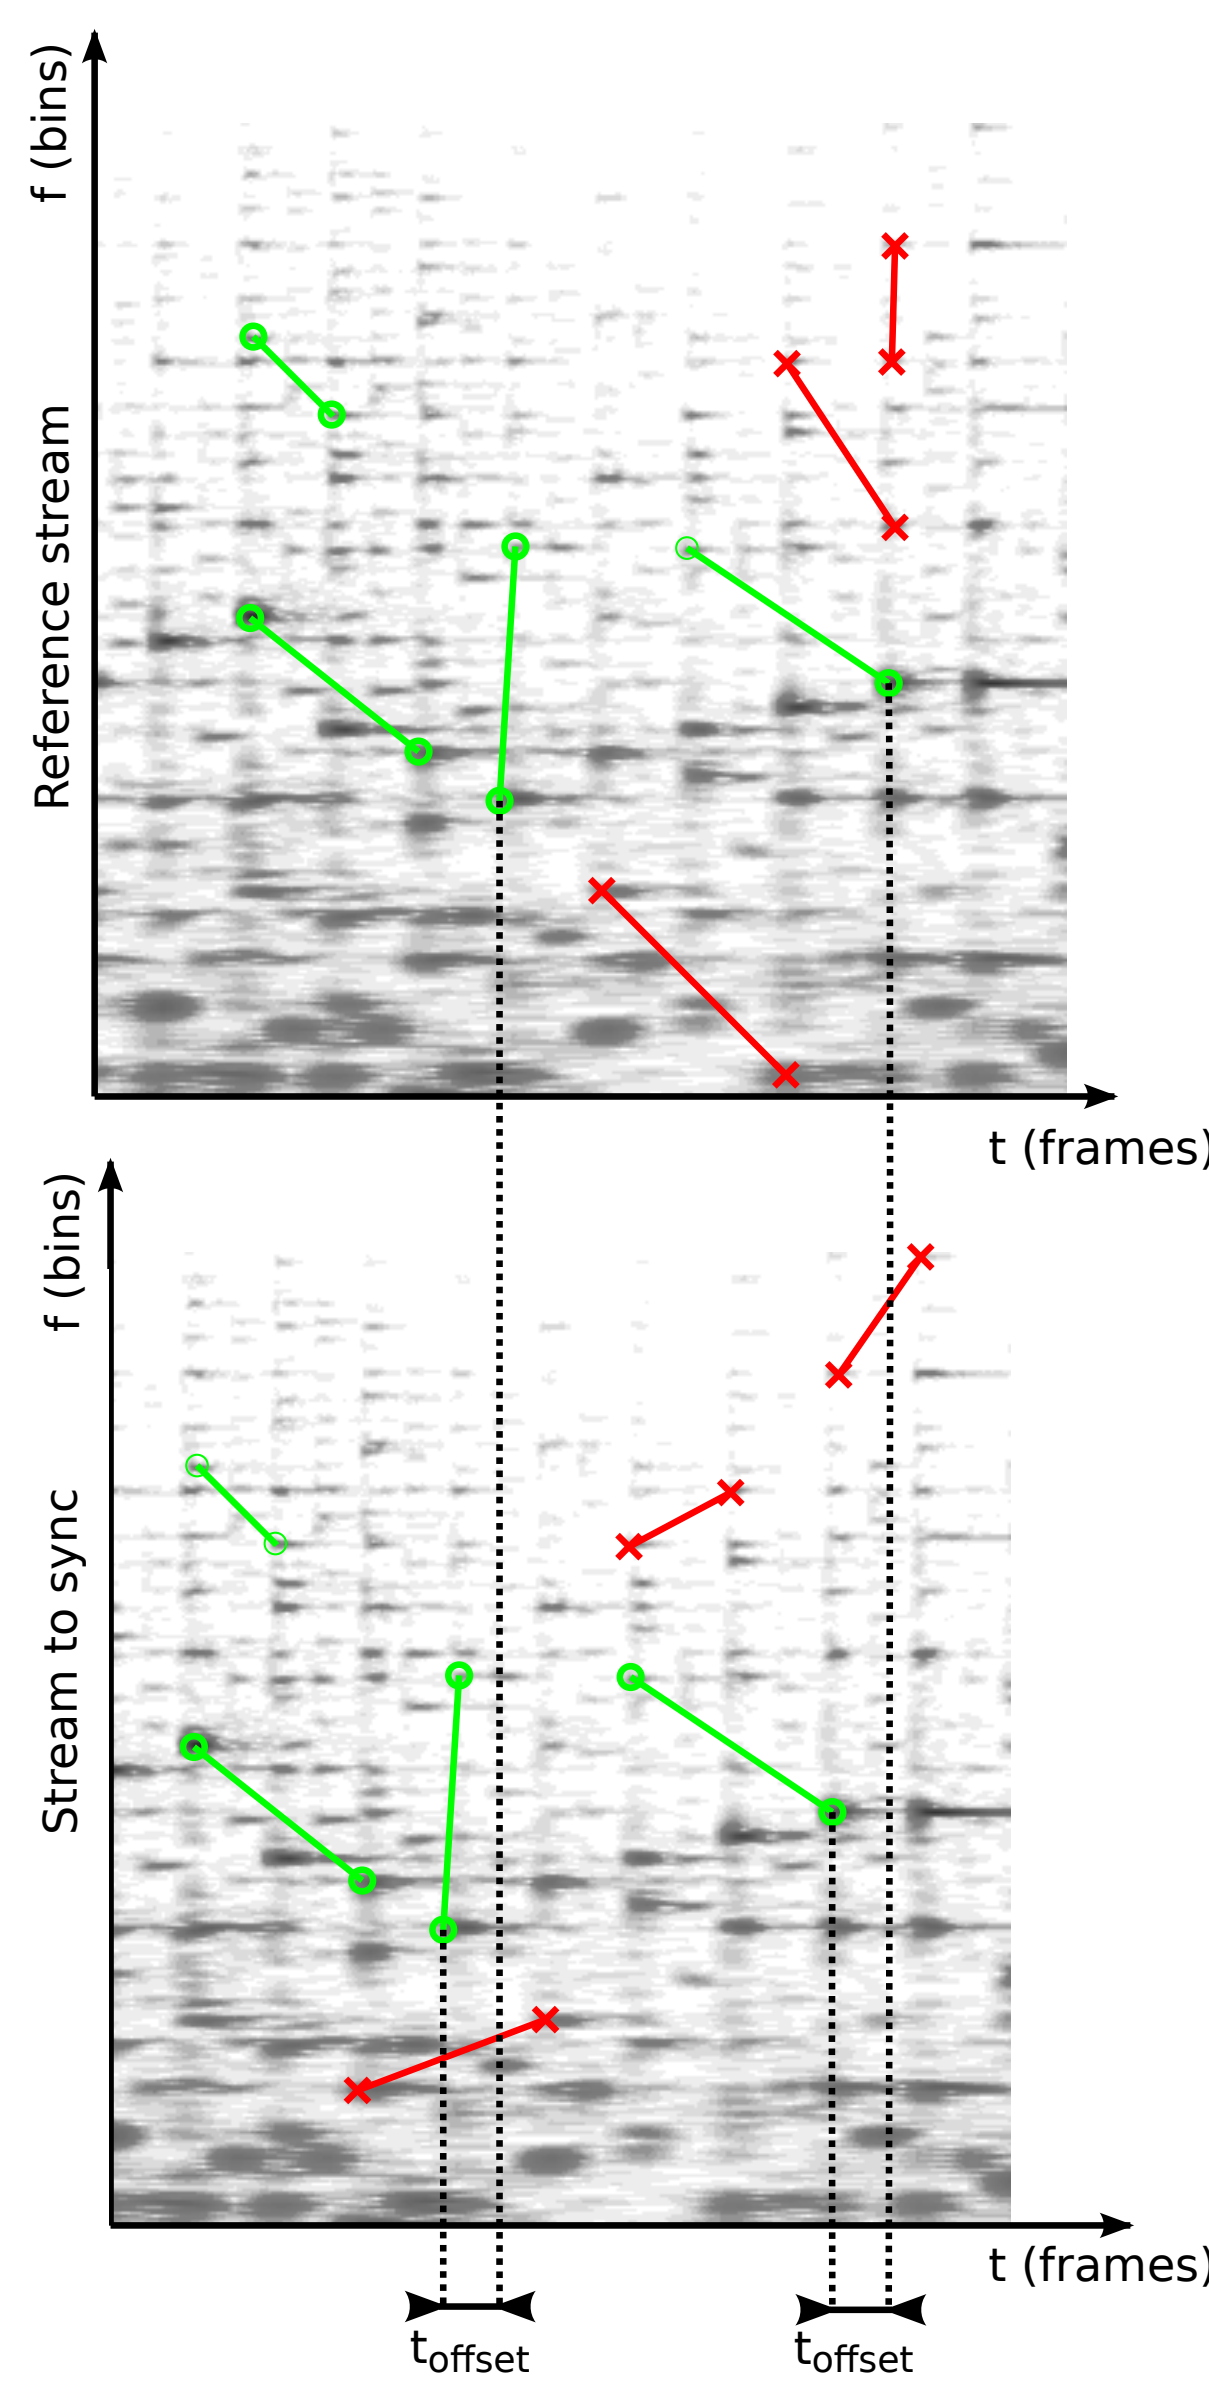 f (bins)
Reference stream
t (frames)
f (bins)
Stream to sync
t (frames)
toffset
toffset